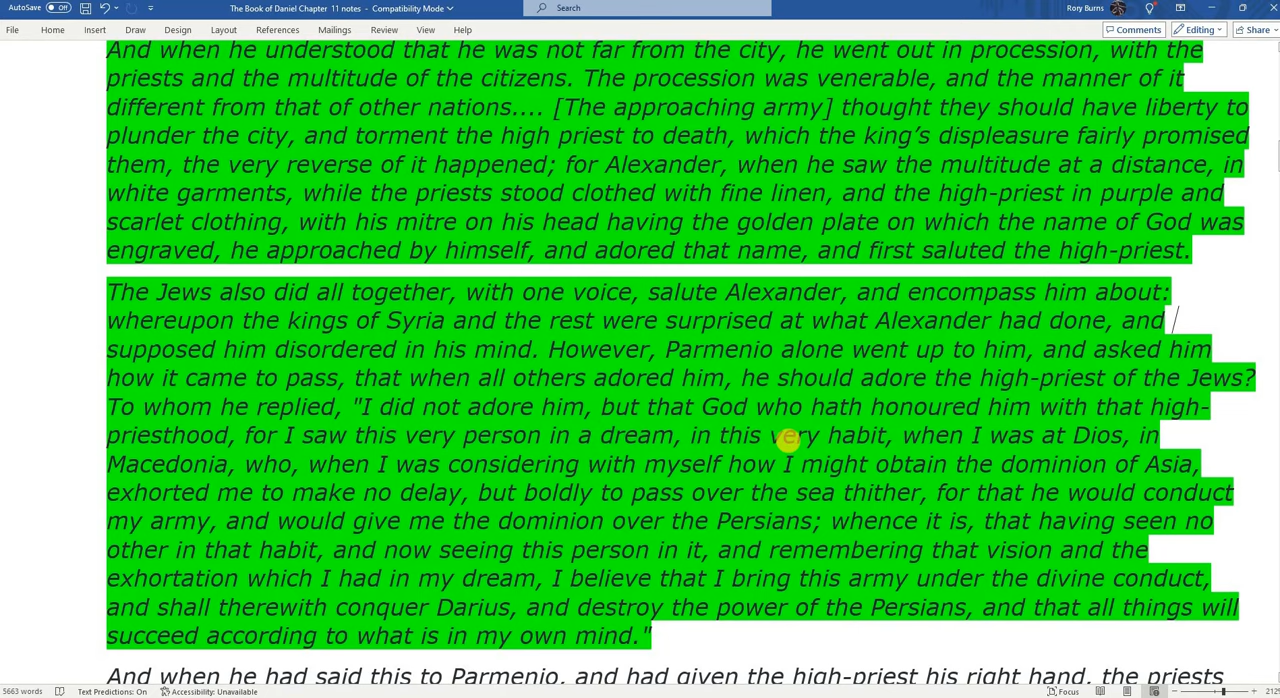 AutoSave Off The Book of Daniel Chapter 11 notes - Compatibility Mode Search Rory Burns
File Home Insert Draw Design Layout References Mailings Review View Help Comments Editing Share
And when he understood that he was not far from the city, he went out in procession, with the
priests and the multitude of the citizens. The procession was venerable, and the manner of it
different from that of other nations.... [The approaching army] thought they should have liberty to
plunder the city, and torment the high priest to death, which the king's displeasure fairly promised
them, the very reverse of it happened; for Alexander, when he saw the multitude at a distance, in
white garments, while the priests stood clothed with fine linen, and the high-priest in purple and
scarlet clothing, with his mitre on his head having the golden plate on which the name of God was
engraved, he approached by himself, and adored that name, and first saluted the high-priest.
The Jews also did all together, with one voice, salute Alexander, and encompass him about:
whereupon the kings of Syria and the rest were surprised at what Alexander had done, and
supposed him disordered in his mind. However, Parmenio alone went up to him, and asked him
how it came to pass, that when all others adored him, he should adore the high-priest of the Jews?
To whom he replied, "I did not adore him, but that God who hath honoured him with that high-
priesthood, for I saw this very person in a dream, in this very habit, when I was at Dios, in
Macedonia, who, when I was considering with myself how I might obtain the dominion of Asia,
exhorted me to make no delay, but boldly to pass over the sea thither, for that he would conduct
my army, and would give me the dominion over the Persians; whence it is, that having seen no
other in that habit, and now seeing this person in it, and remembering that vision and the
exhortation which I had in my dream, I believe that I bring this army under the divine conduct,
and shall therewith conquer Darius, and destroy the power of the Persians, and that all things will
succeed according to what is in my own mind."
And when he had said this to Parmenio, and had given the high-priest his right hand, the priests
5663 words Text Predictions: On Accessibility: Unavailable Focus